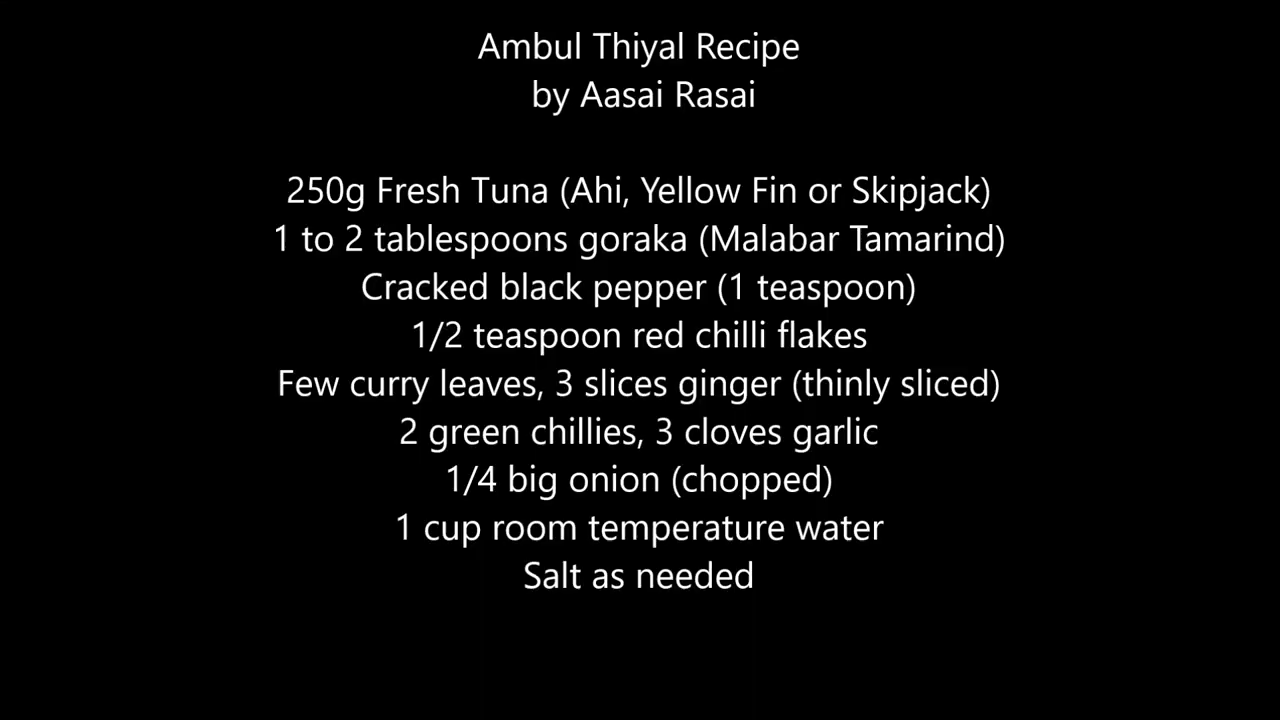 Ambul Thiyal Recipe
by Aasai Rasai
250g Fresh Tuna (Ahi, Yellow Fin or Skipjack)
1 to 2 tablespoons goraka (Malabar Tamarind)
Cracked black pepper (1 teaspoon)
1/2 teaspoon red chilli flakes
Few curry leaves, 3 slices ginger (thinly sliced)
2 green chillies, 3 cloves garlic
1/4 big onion (chopped)
1 cup room temperature water
Salt as needed